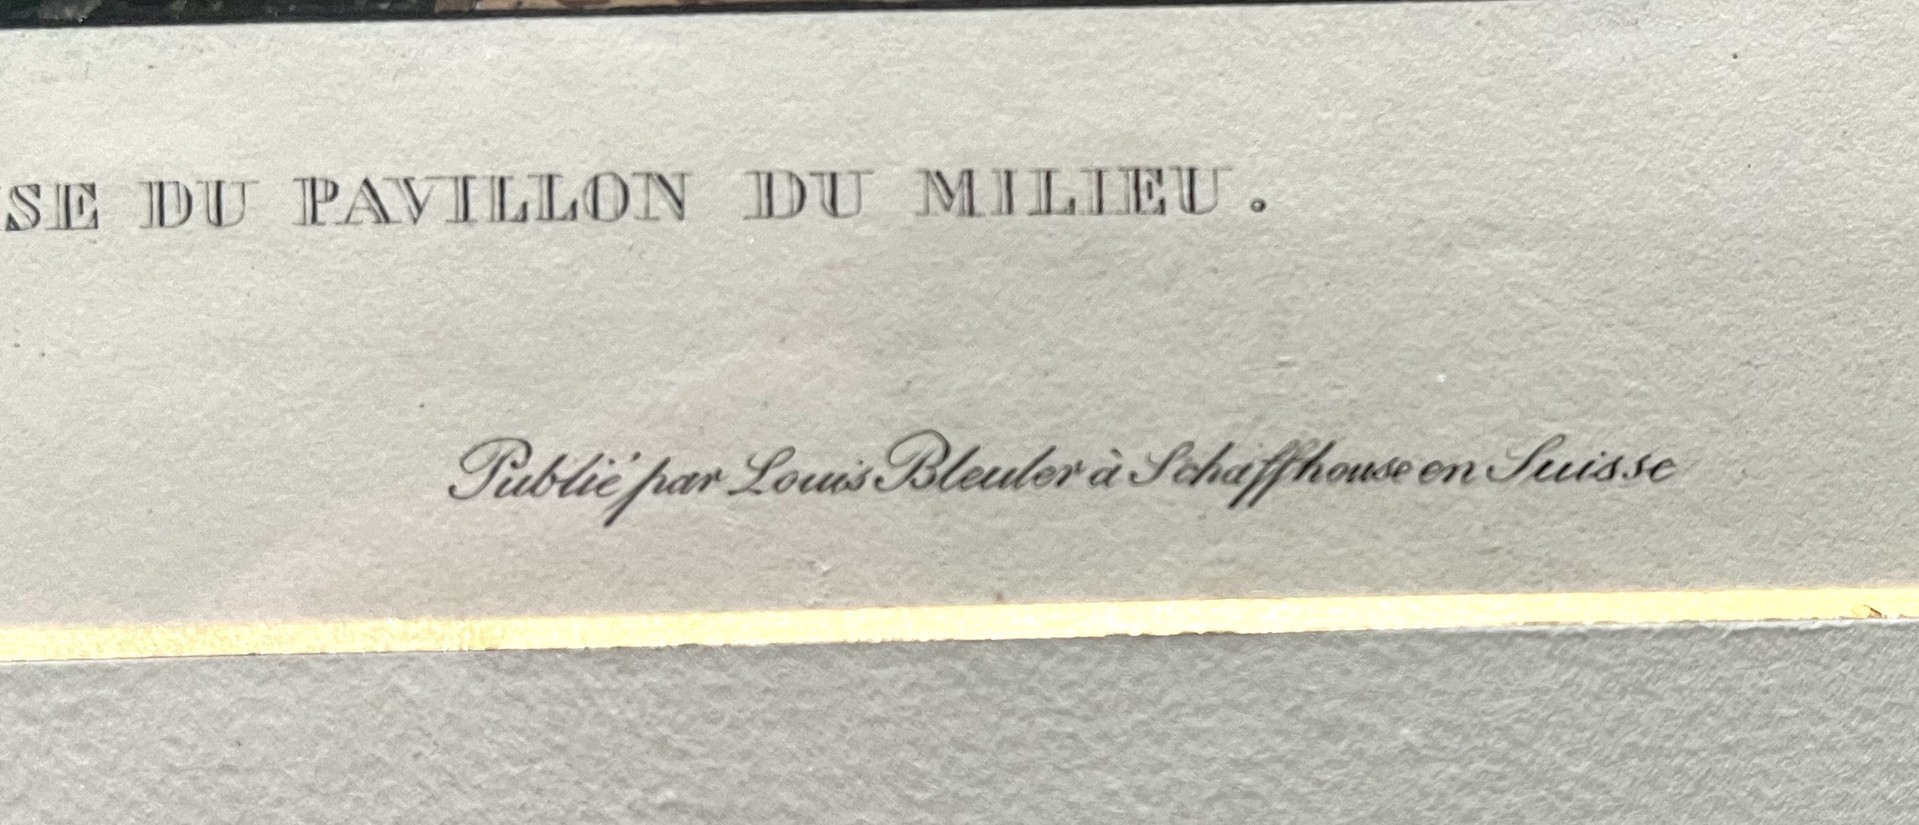 SE DU PAVILLON DU MILIEU.
Publié par Louis Bleuler à Schaffhouse en Suisse